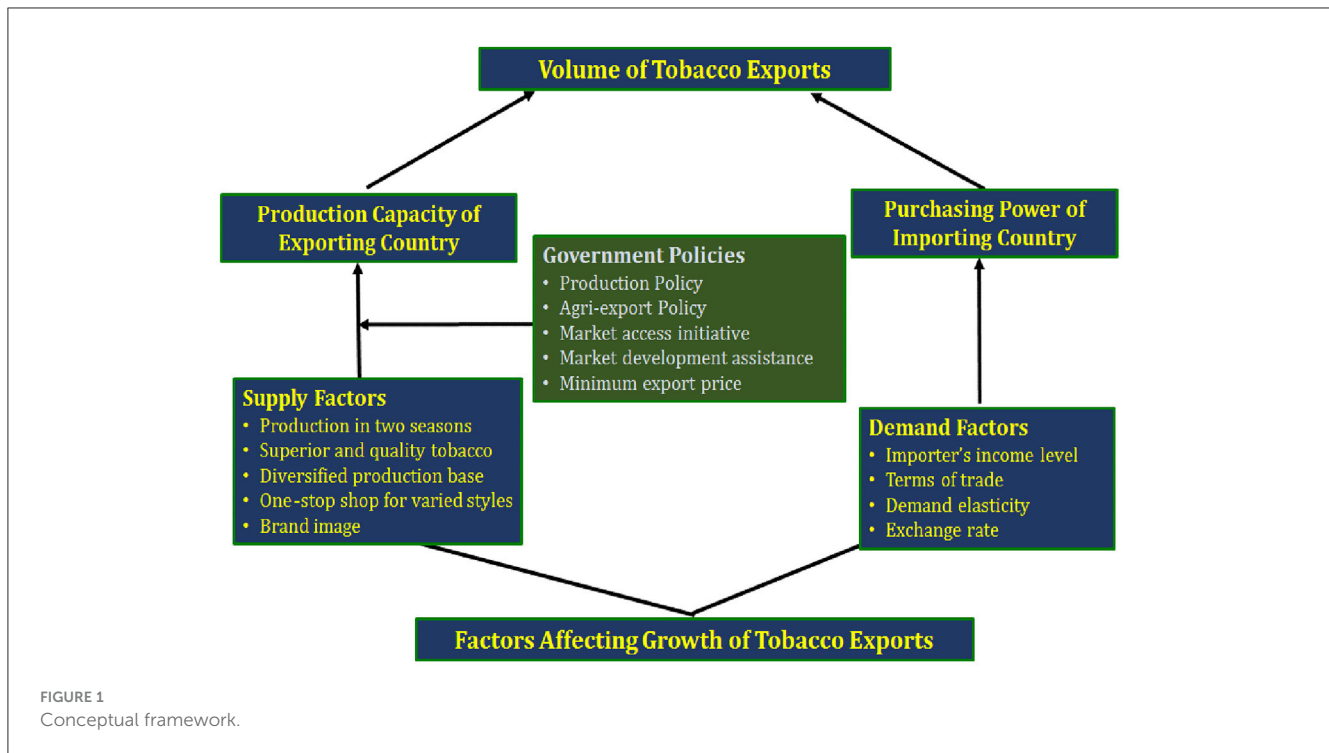 Volume of Tobacco Exports
Production Capacity of
Exporting Country
Purchasing Power of
Importing Country
Government Policies
• Production Policy
• Agri-export Policy
• Market access initiative
• Market development assistance
• Minimum export price
Supply Factors
• Production in two seasons
• Superior and quality tobacco
• Diversified production base
• One-stop shop for varied styles
• Brand image
Demand Factors
• Importer's income level
• Terms of trade
• Demand elasticity
• Exchange rate
Factors Affecting Growth of Tobacco Exports
FIGURE 1
Conceptual framework.